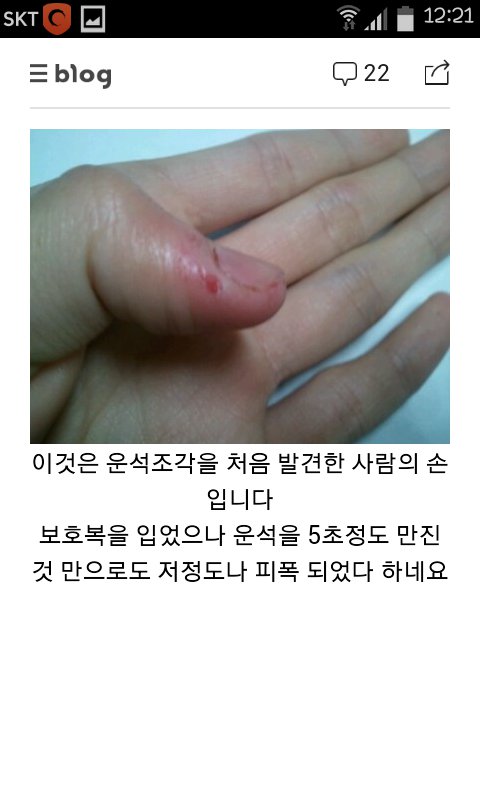 SKT 12:21
blog 22
이것은 운석조각을 처음 발견한 사람의 손
입니다
보호복을 입었으나 운석을 5초정도 만진
것 만으로도 저정도나 피폭 되었다 하네요